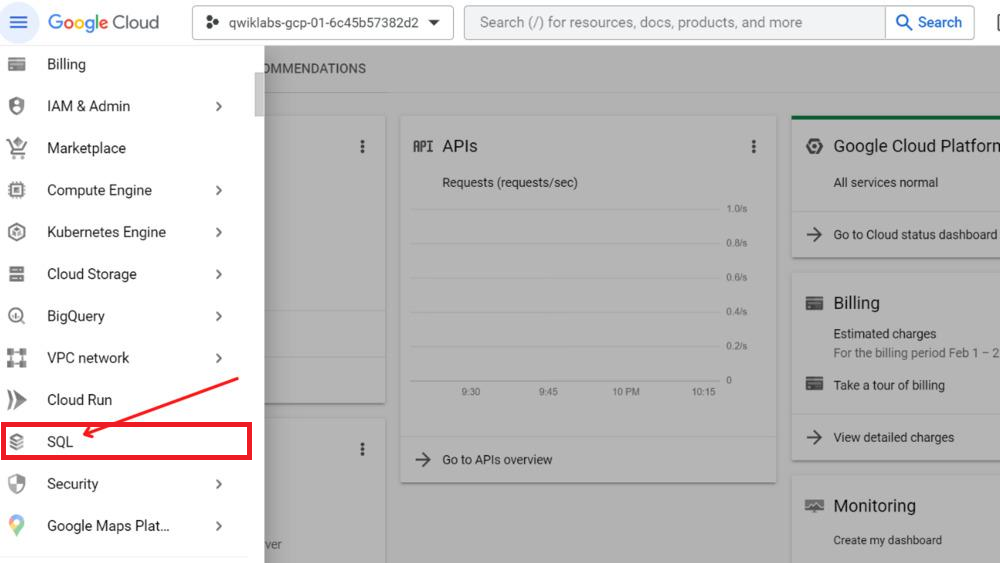 Google Cloud
qwiklabs-gcp-01-6c45b57382d2
Search (/) for resources, docs, products, and more
Search
Billing
IAM & Admin
Marketplace
Compute Engine
Kubernetes Engine
Cloud Storage
BigQuery
VPC network
Cloud Run
SQL
Security
Google Maps Plat...
OMMENDATIONS
API APIs
Requests (requests/sec)
1.0/s
0.8/s
0.6/s
0.4/s
0.2/s
0
9:30 9:45 10 PM 10:15
Go to APIs overview
ver
Google Cloud Platform
All services normal
Go to Cloud status dashboard
Billing
Estimated charges
For the billing period Feb 1 – 2
Take a tour of billing
View detailed charges
Monitoring
Create my dashboard